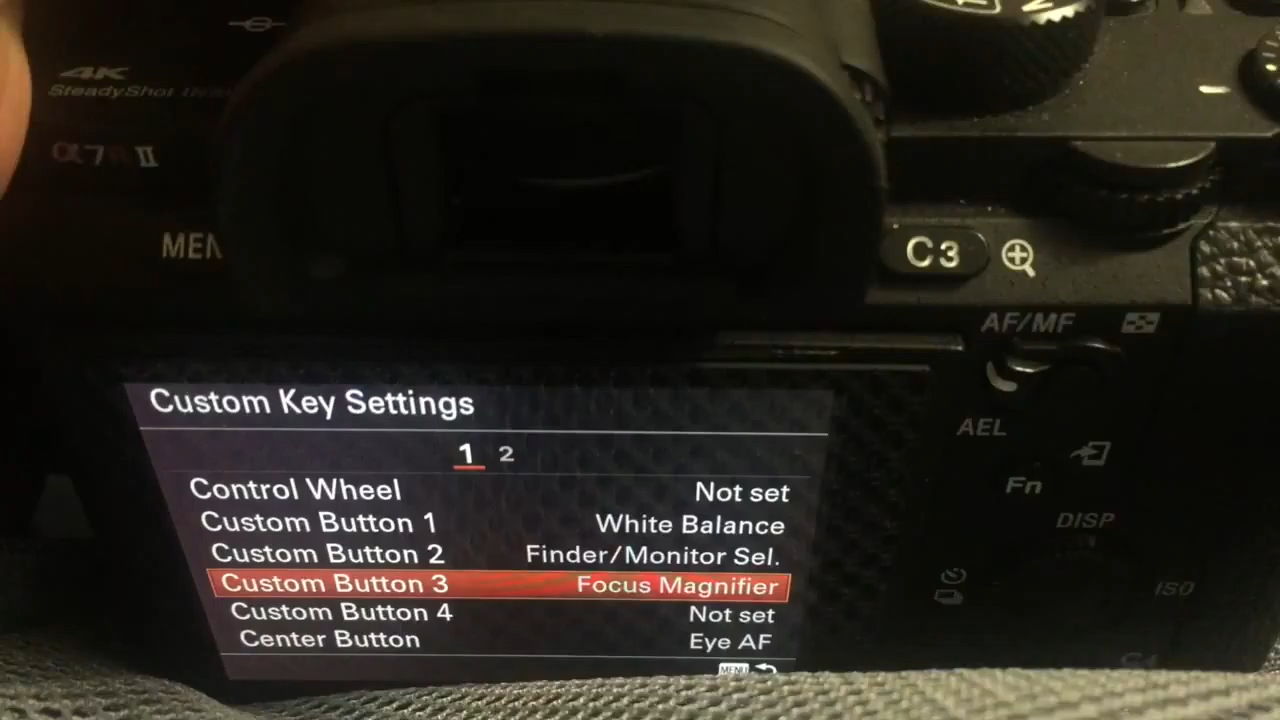 4K
SteadyShot
α7RII
MEN
C3
AF/MF
AEL
Fn
DISP
ISO
Custom Key Settings
1 2
Control Wheel Not set
Custom Button 1 White Balance
Custom Button 2 Finder/Monitor Sel.
Custom Button 3 Focus Magnifier
Custom Button 4 Not set
Center Button Eye AF
MENU